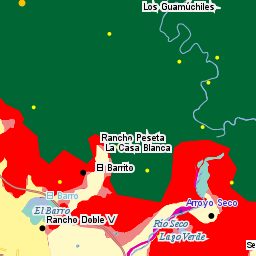 Los Guamúchiles
Rancho Peseta
La Casa Blanca
El Barrito
El Barro
Arroyo Seco
El Barro
Rancho Doble V
Río Seco
Lago Verde
Se